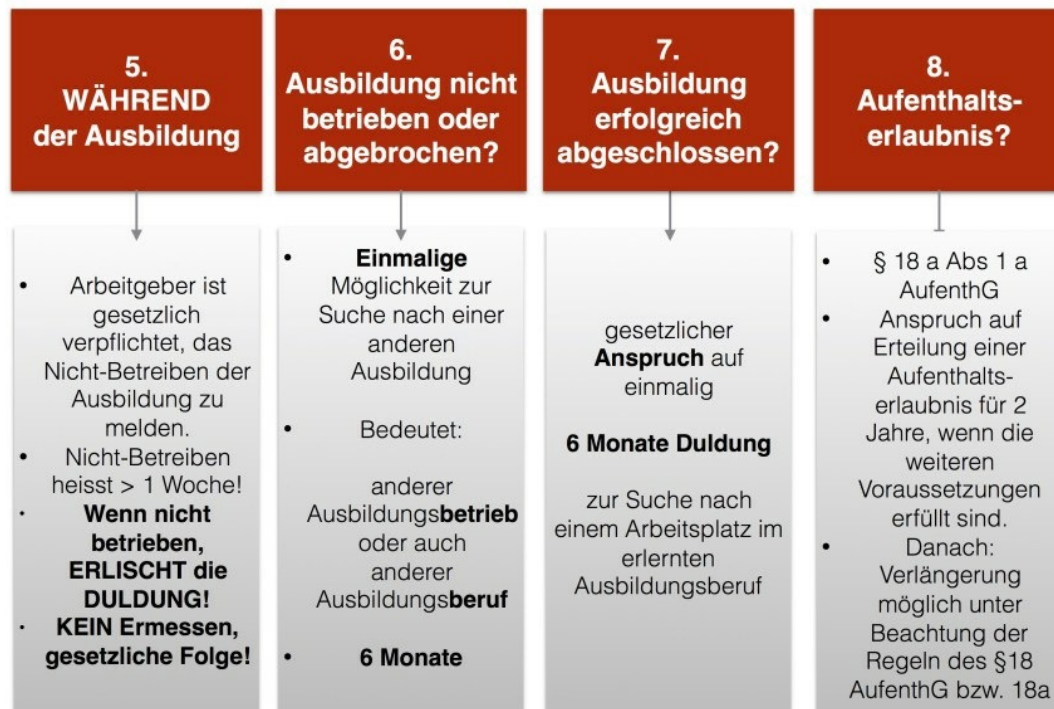 5.
WÄHREND
der Ausbildung
• Arbeitgeber ist
gesetzlich
verpflichtet, das
Nicht-Betreiben der
Ausbildung zu
melden.
• Nicht-Betreiben
heisst > 1 Woche!
• Wenn nicht
betrieben,
ERLISCHT die
DULDUNG!
• KEIN Ermessen,
gesetzliche Folge!
6.
Ausbildung nicht
betrieben oder
abgebrochen?
• Einmalige
Möglichkeit zur
Suche nach einer
anderen
Ausbildung
• Bedeutet:
anderer
Ausbildungsbetrieb
oder auch
anderer
Ausbildungsberuf
• 6 Monate
7.
Ausbildung
erfolgreich
abgeschlossen?
gesetzlicher
Anspruch auf
einmalig
6 Monate Duldung
zur Suche nach
einem Arbeitsplatz im
erlernten
Ausbildungsberuf
8.
Aufenthalts-
erlaubnis?
• § 18 a Abs 1 a
AufenthG
• Anspruch auf
Erteilung einer
Aufenthalts-
erlaubnis für 2
Jahre, wenn die
weiteren
Voraussetzungen
erfüllt sind.
• Danach:
Verlängerung
möglich unter
Beachtung der
Regeln des §18
AufenthG bzw. 18a